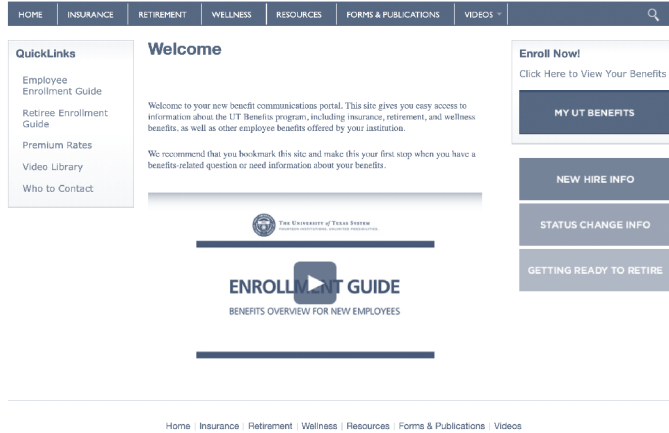 HOME INSURANCE RETIREMENT WELLNESS RESOURCES FORMS & PUBLICATIONS VIDEOS
QuickLinks
Employee
Enrollment Guide
Retiree Enrollment
Guide
Premium Rates
Video Library
Who to Contact
Welcome
Welcome to your new benefit communications portal. This site gives you easy access to
information about the UT Benefits program, including insurance, retirement, and wellness
benefits, as well as other employee benefits offered by your institution.
We recommend that you bookmark this site and make this your first stop when you have a
benefits-related question or need information about your benefits.
THE UNIVERSITY of TEXAS SYSTEM
FOURTEEN INSTITUTIONS. UNLIMITED POSSIBILITIES.
ENROLLMENT GUIDE
BENEFITS OVERVIEW FOR NEW EMPLOYEES
Enroll Now!
Click Here to View Your Benefits
MY UT BENEFITS
NEW HIRE INFO
STATUS CHANGE INFO
GETTING READY TO RETIRE
Home | Insurance | Retirement | Wellness | Resources | Forms & Publications | Videos